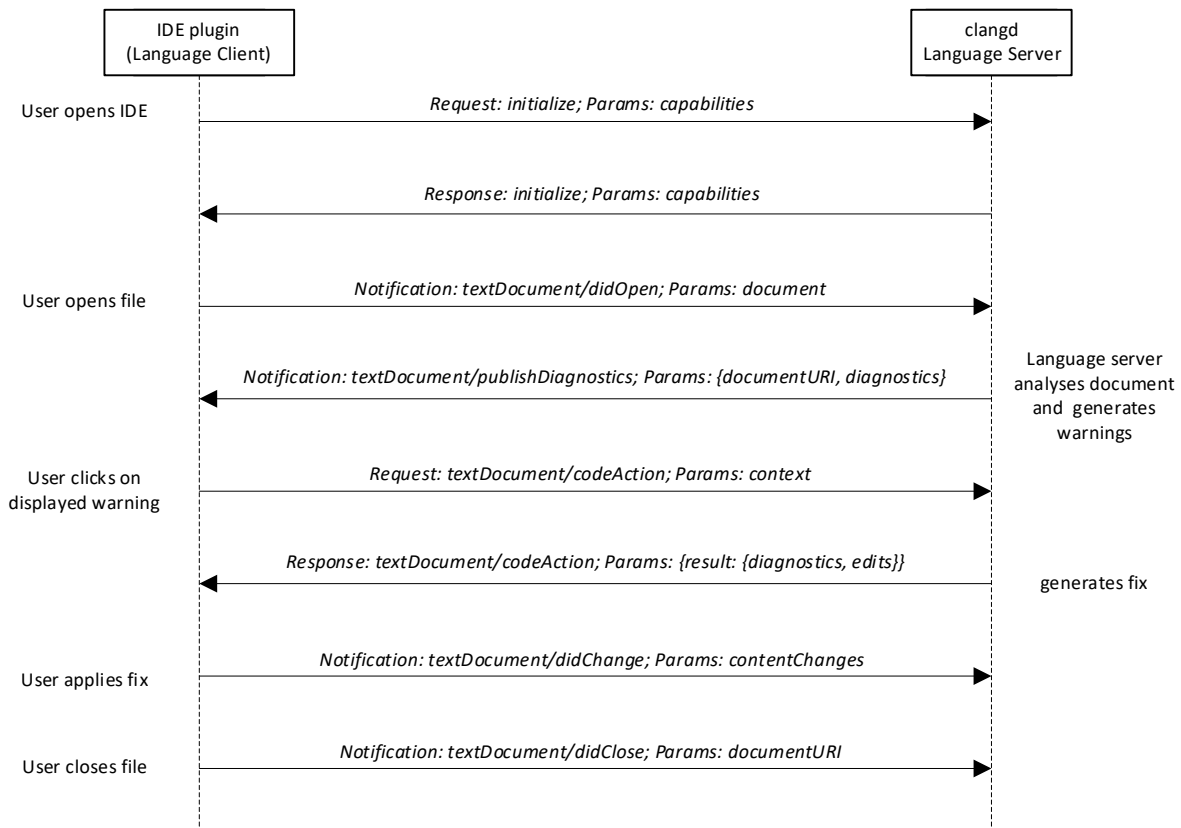 IDE plugin
(Language Client)
clangd
Language Server
User opens IDE
Request: initialize; Params: capabilities
Response: initialize; Params: capabilities
User opens file
Notification: textDocument/didOpen; Params: document
Notification: textDocument/publishDiagnostics; Params: {documentURI, diagnostics}
Language server
analyses document
and generates
warnings
User clicks on
displayed warning
Request: textDocument/codeAction; Params: context
Response: textDocument/codeAction; Params: {result: {diagnostics, edits}}
generates fix
User applies fix
Notification: textDocument/didChange; Params: contentChanges
User closes file
Notification: textDocument/didClose; Params: documentURI